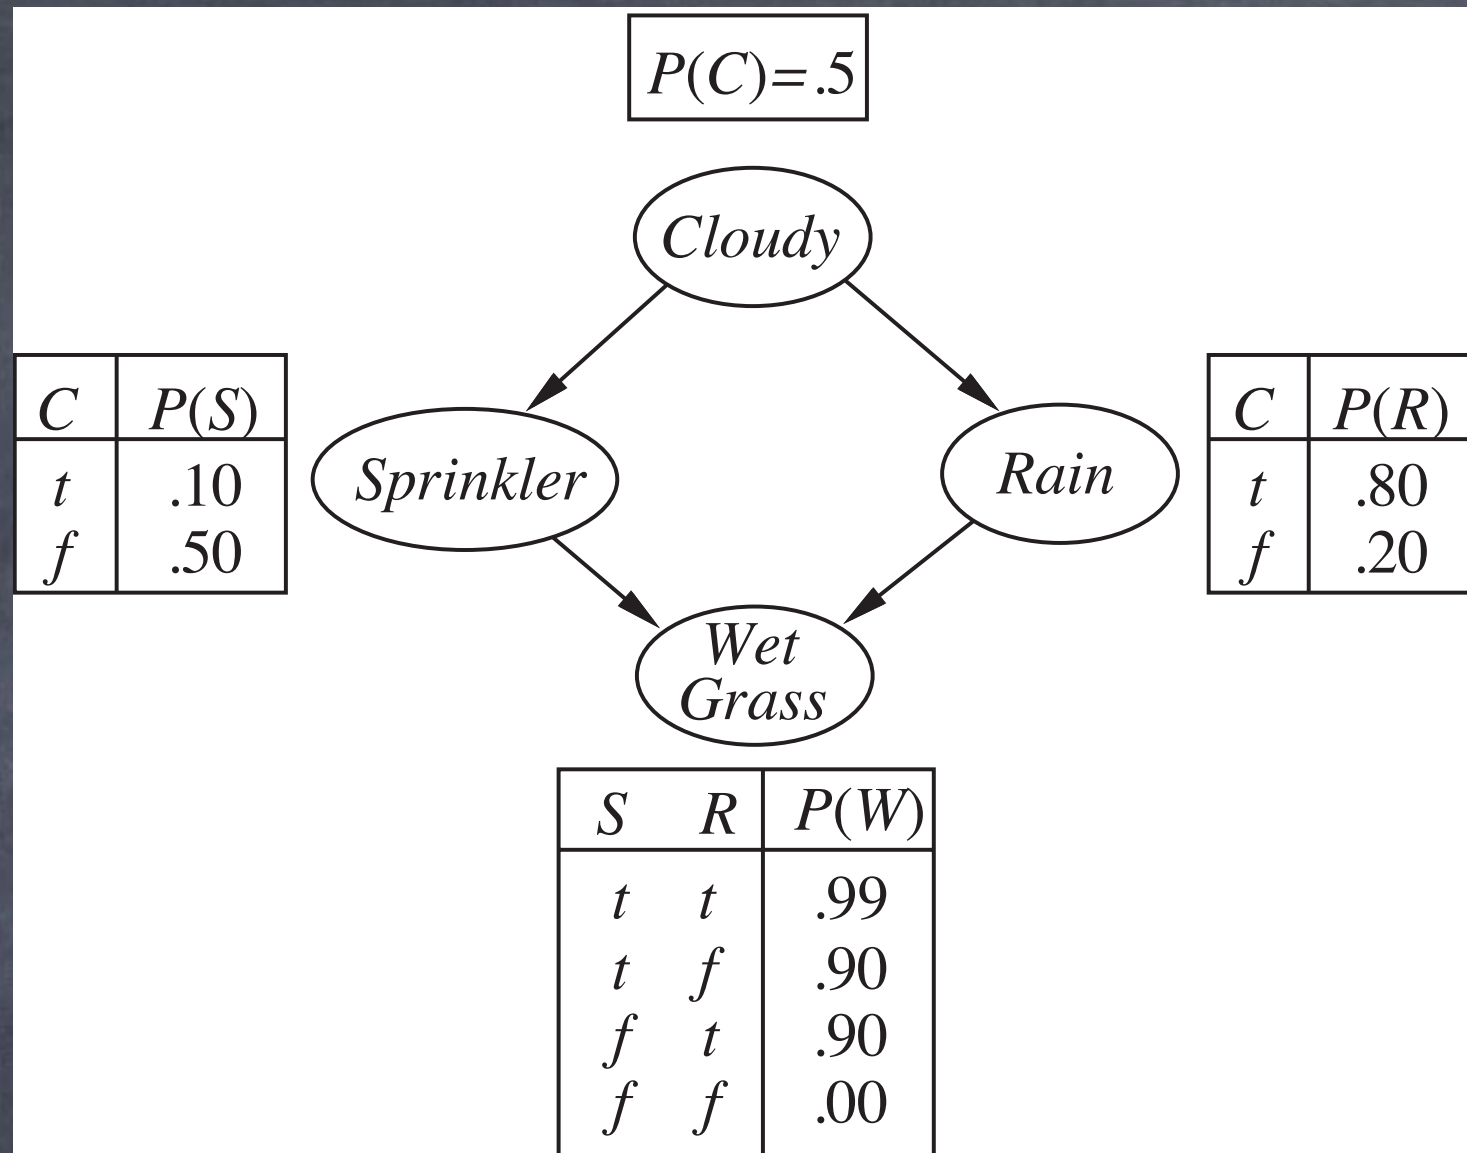 P(C)=.5
Cloudy
C P(S)
t .10
f .50
Sprinkler
Rain
C P(R)
t .80
f .20
Wet
Grass
S R P(W)
t t .99
t f .90
f t .90
f f .00